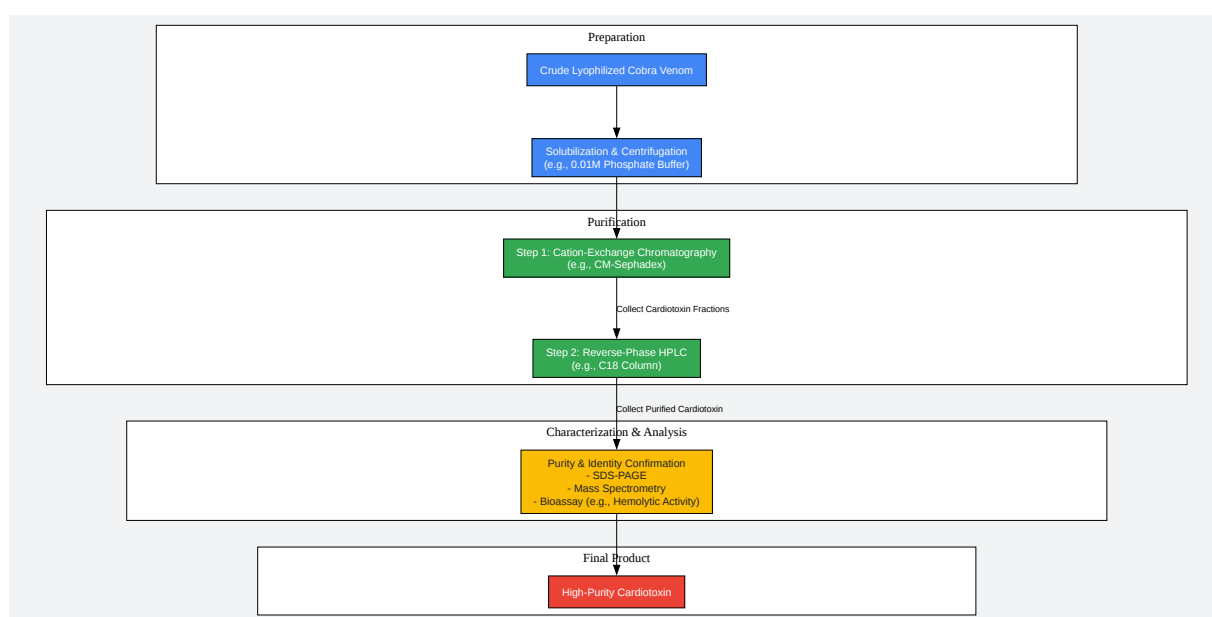 Preparation
Crude Lyophilized Cobra Venom
Solubilization & Centrifugation
(e.g., 0.01M Phosphate Buffer)
Purification
Step 1: Cation-Exchange Chromatography
(e.g., CM-Sephadex)
Collect Cardiotoxin Fractions
Step 2: Reverse-Phase HPLC
(e.g., C18 Column)
Collect Purified Cardiotoxin
Characterization & Analysis
Purity & Identity Confirmation
- SDS-PAGE
- Mass Spectrometry
- Bioassay (e.g., Hemolytic Activity)
Final Product
High-Purity Cardiotoxin